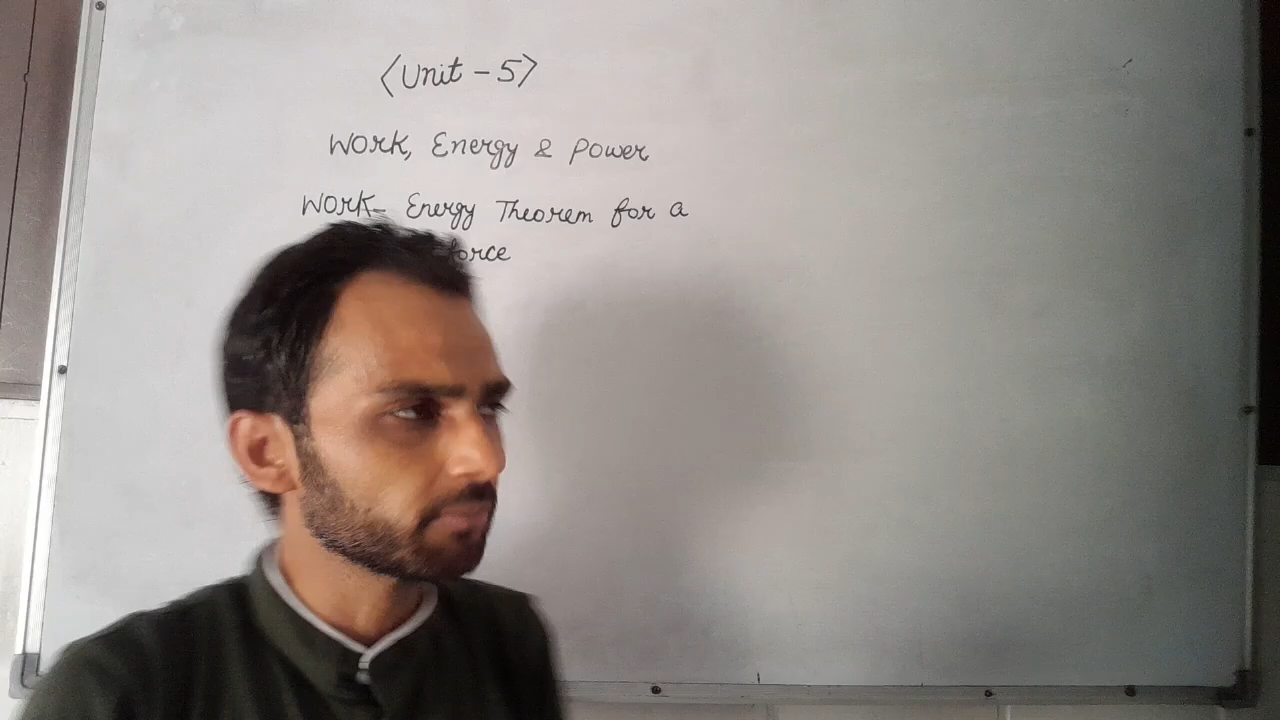 <Unit - 5>
Work, Energy & Power
Work- Energy Theorem for a
force